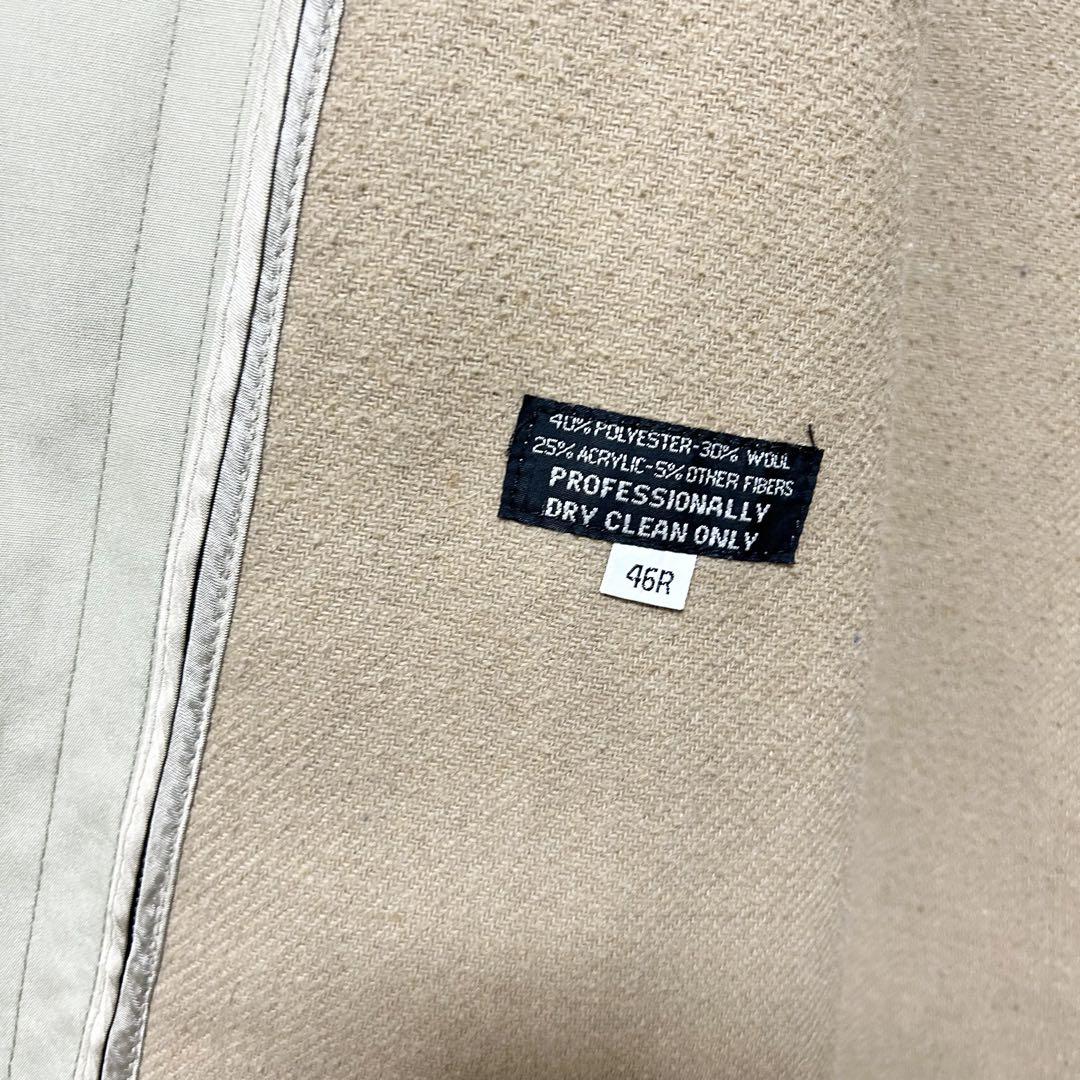 40% POLYESTER-30% WOOL
25% ACRYLIC-5% OTHER FIBERS
PROFESSIONALLY
DRY CLEAN ONLY
46R